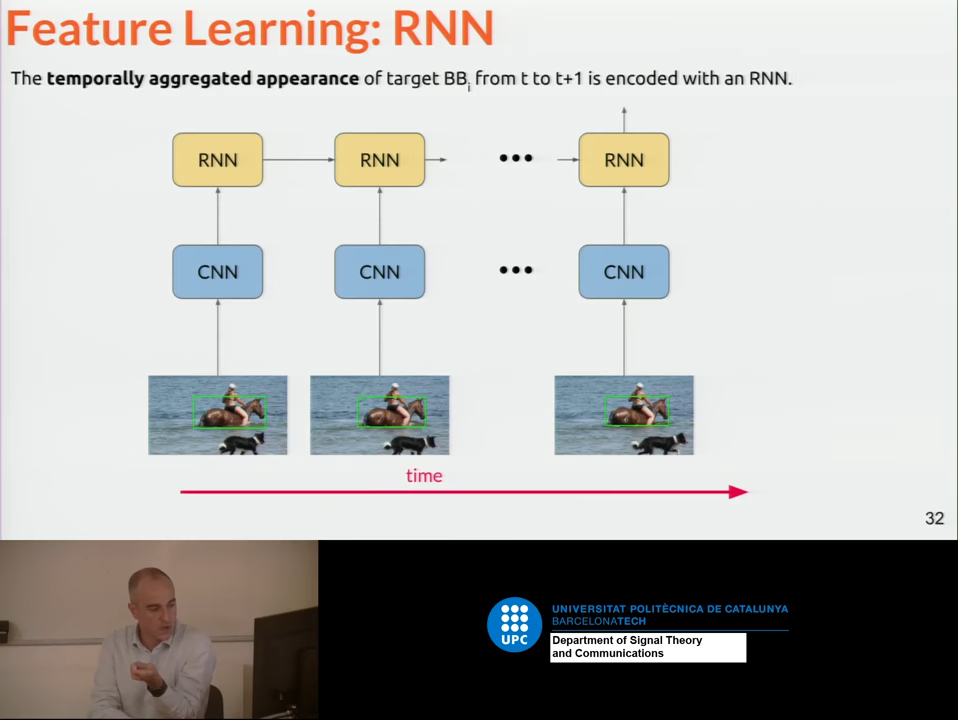 Feature Learning: RNN
The temporally aggregated appearance of target BBi from t to t+1 is encoded with an RNN.
RNN RNN ••• RNN
CNN CNN ••• CNN
time
32
UNIVERSITAT POLITÈCNICA DE CATALUNYA
BARCELONATECH
UPC
Department of Signal Theory
and Communications